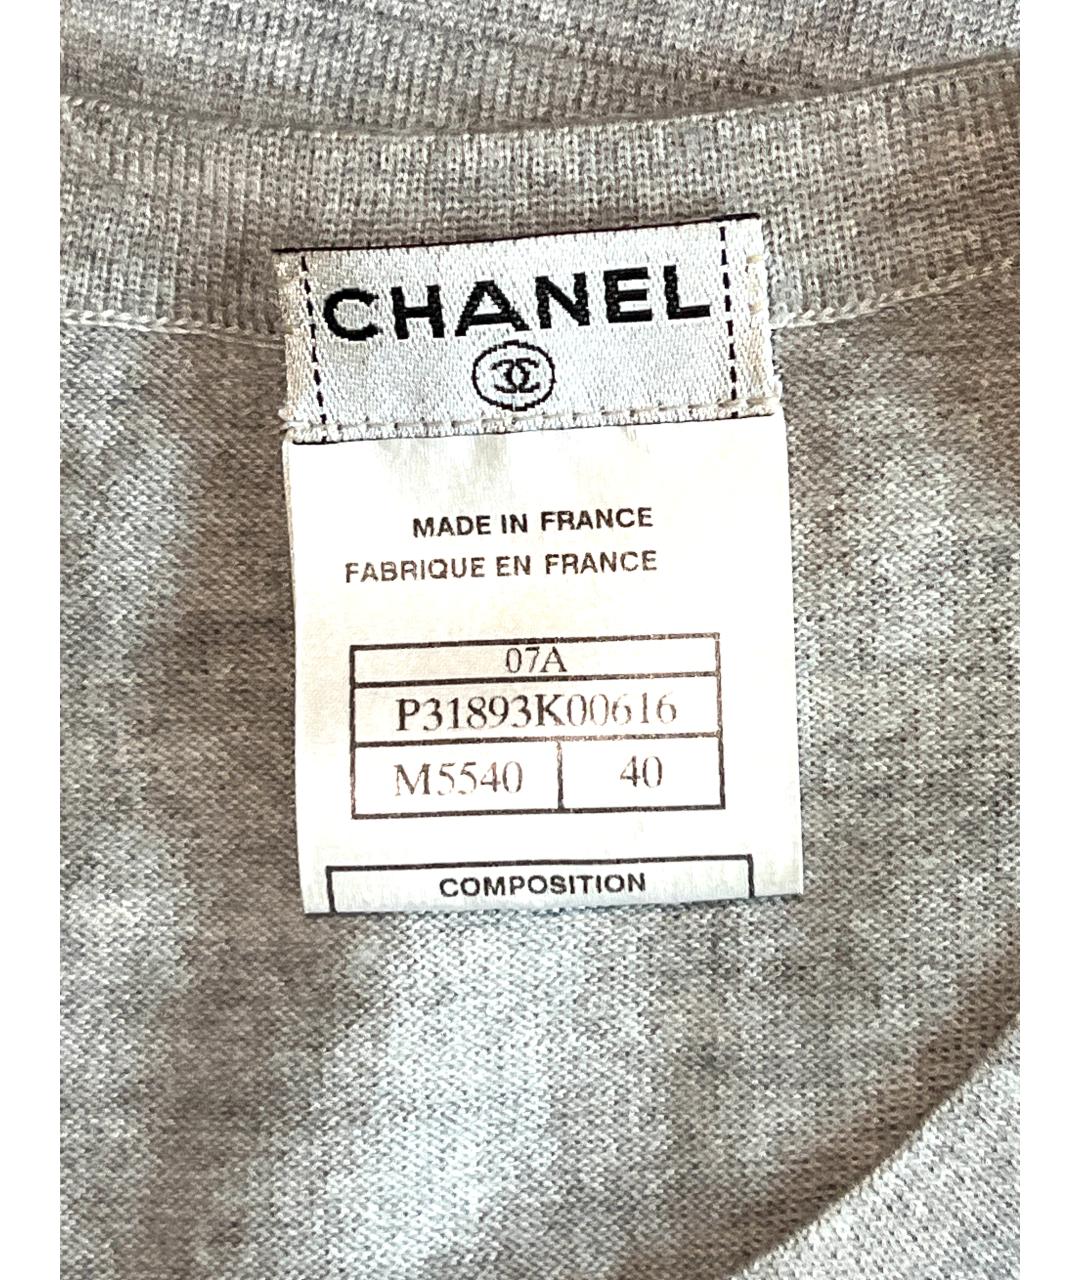 CHANEL
MADE IN FRANCE
FABRIQUE EN FRANCE
07A
P31893K00616
M5540 40
COMPOSITION